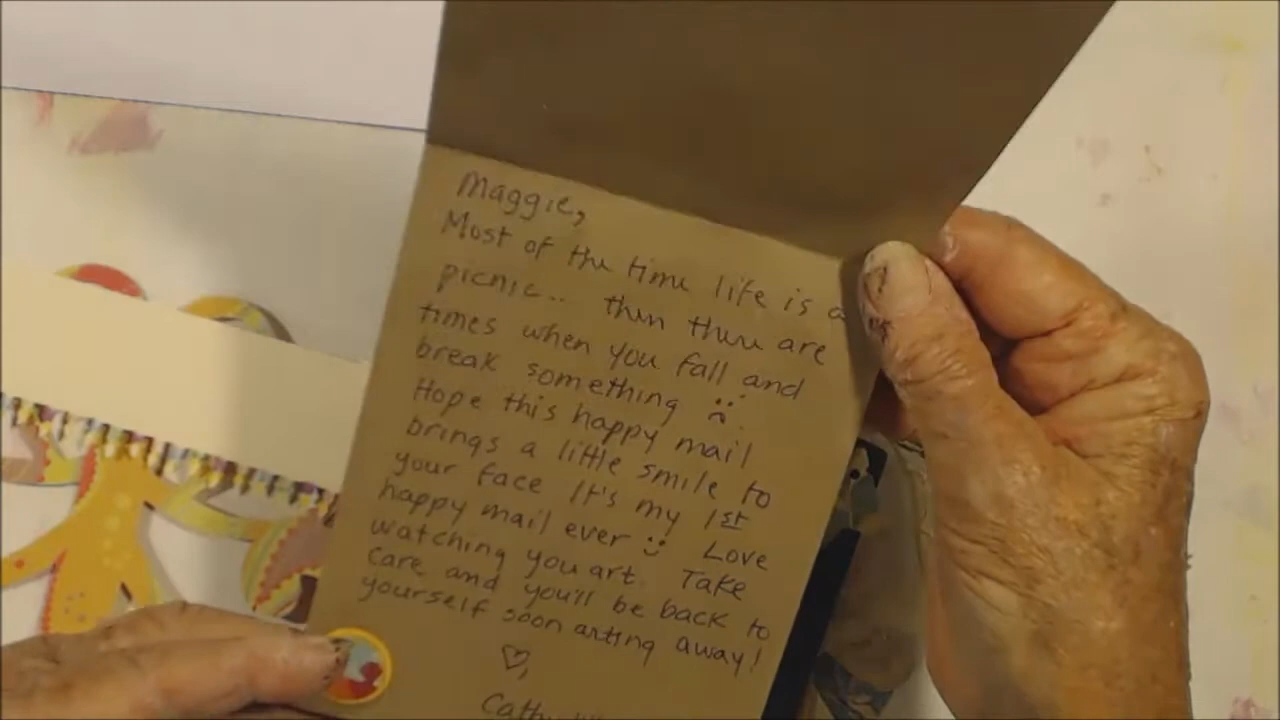 Maggie,
Most of the time life is a
picnic.. then there are
times when you fall and
break something :(
Hope this happy mail
brings a little smile to
your face It's my 1st
happy mail ever :) Love
watching you art. Take
care and you'll be back to
yourself soon arting away!
♡,